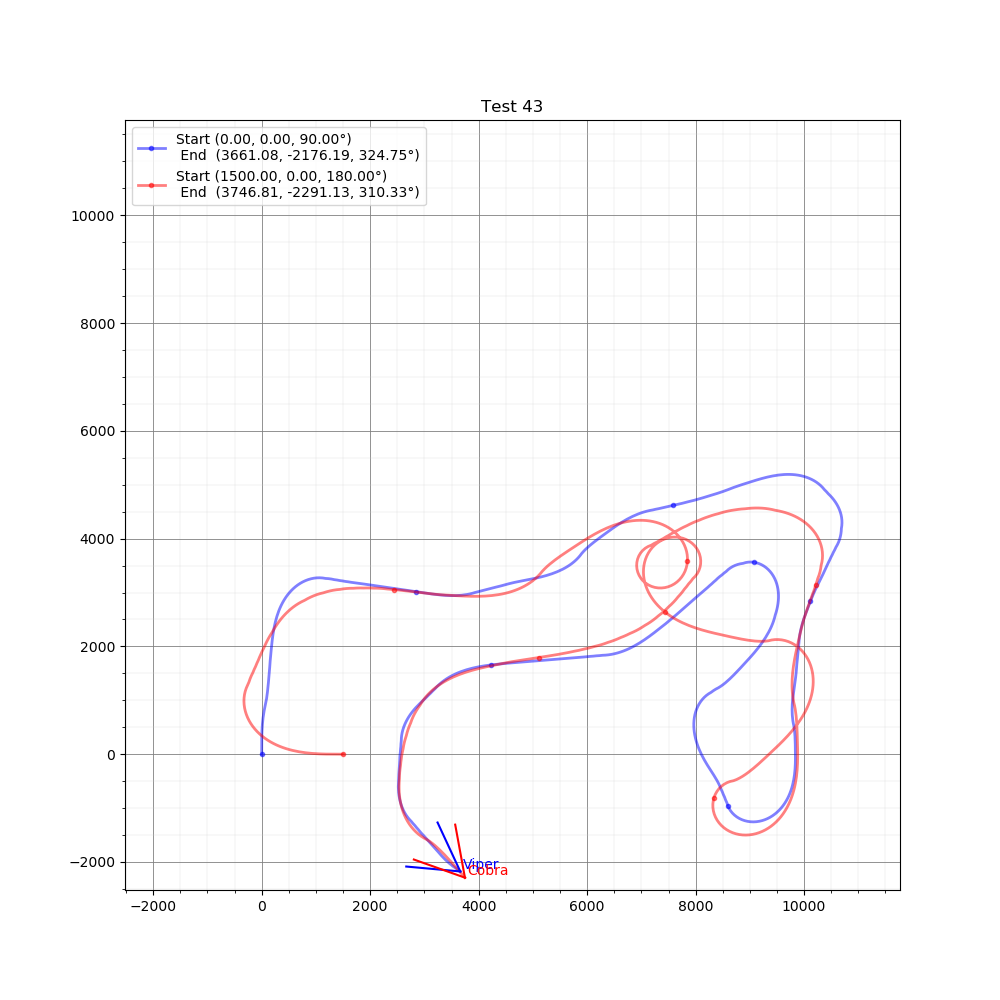 Test 43
Start (0.00, 0.00, 90.00°)
End (3661.08, -2176.19, 324.75°)
Start (1500.00, 0.00, 180.00°)
End (3746.81, -2291.13, 310.33°)
10000
8000
6000
4000
2000
0
−2000
Viper
Cobra
−2000 0 2000 4000 6000 8000 10000